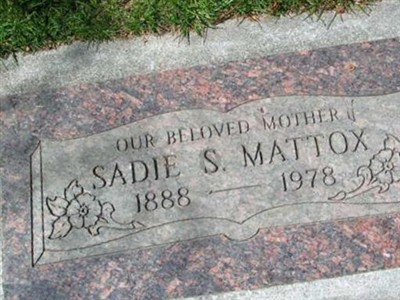 OUR BELOVED MOTHER
SADIE S. MATTOX
1888 — 1978